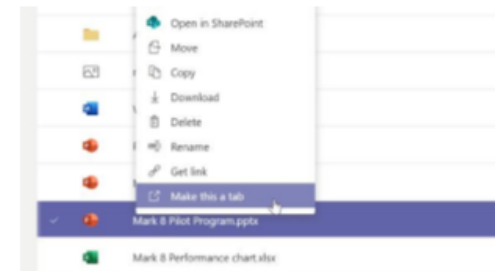 Open in SharePoint
Move
Copy
Download
Delete
Rename
Get link
Make this a tab
Mark 8 Pilot Program.pptx
Mark 8 Performance chart.xlsx